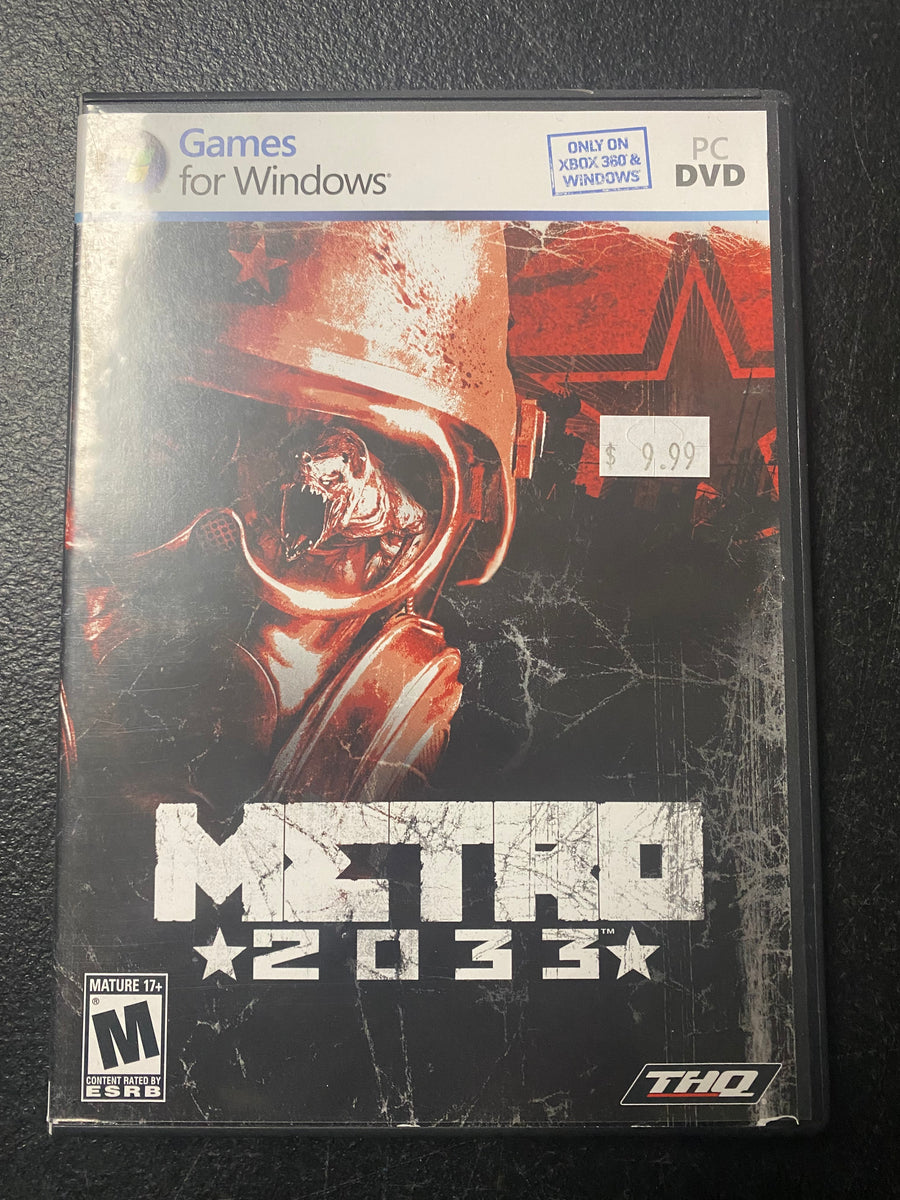 Games
for Windows®
ONLY ON
XBOX 360® &
WINDOWS®
PC
DVD
$ 9.99
METRO
2033™
MATURE 17+
®
M
CONTENT RATED BY
ESRB
THQ